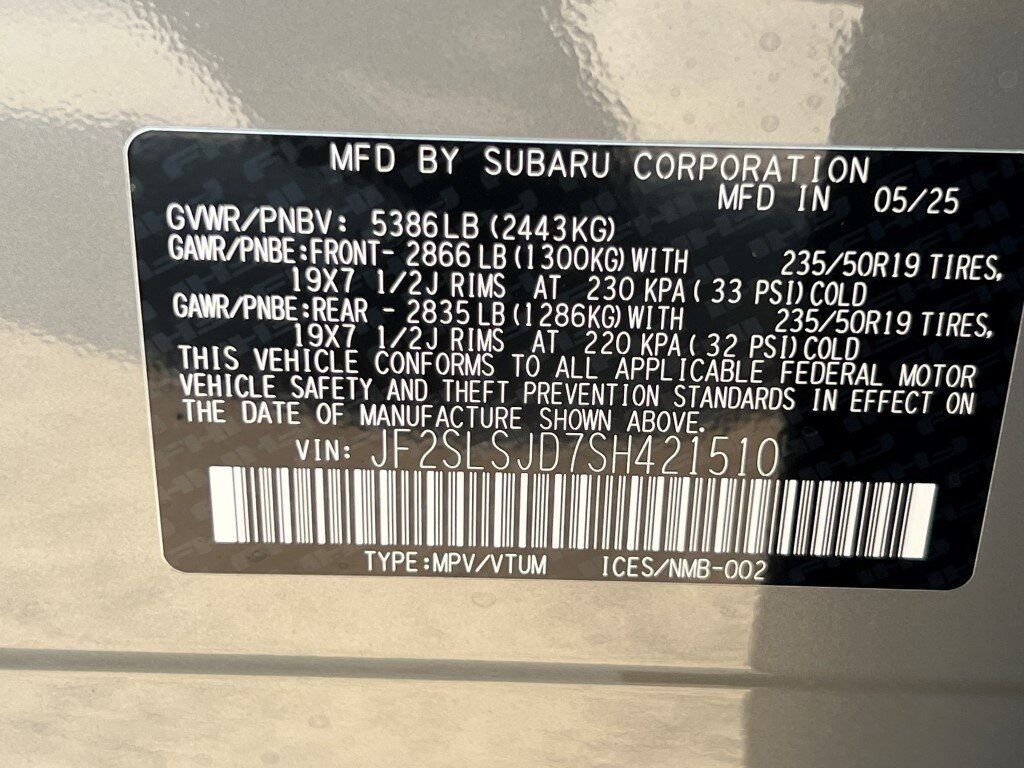 MFD BY SUBARU CORPORATION
MFD IN 05/25
GVWR/PNBV: 5386LB (2443KG)
GAWR/PNBE:FRONT- 2866 LB (1300KG) WITH 235/50R19 TIRES,
19X7 1/2J RIMS AT 230 KPA ( 33 PSI) COLD
GAWR/PNBE:REAR - 2835 LB (1286KG) WITH 235/50R19 TIRES,
19X7 1/2J RIMS AT 220 KPA ( 32 PSI) COLD
THIS VEHICLE CONFORMS TO ALL APPLICABLE FEDERAL MOTOR
VEHICLE SAFETY AND THEFT PREVENTION STANDARDS IN EFFECT ON
THE DATE OF MANUFACTURE SHOWN ABOVE.
VIN: JF2SLSJD7SH421510
TYPE:MPV/VTUM ICES/NMB-002